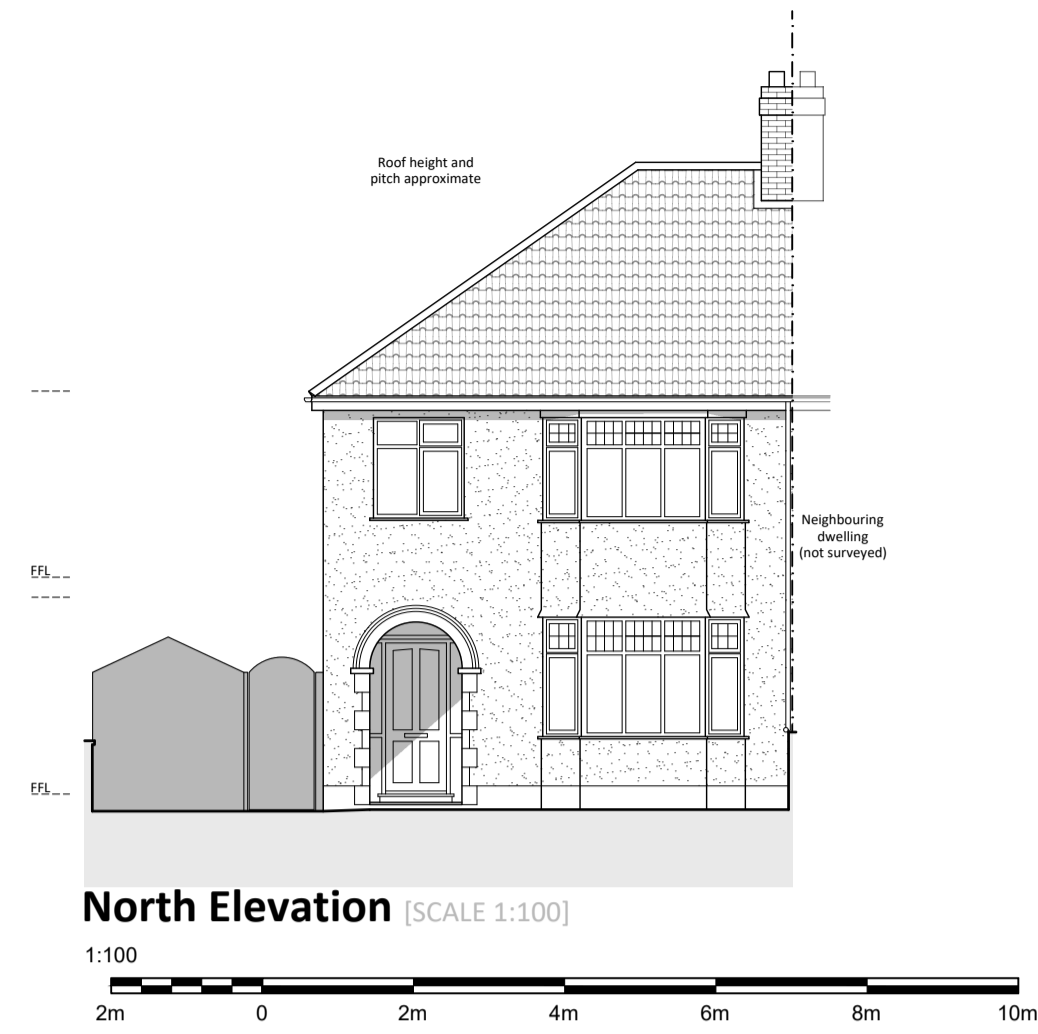 Roof height and
pitch approximate
Neighbouring
dwelling
(not surveyed)
FFL
FFL
North Elevation [SCALE 1:100]
1:100
2m 0 2m 4m 6m 8m 10m